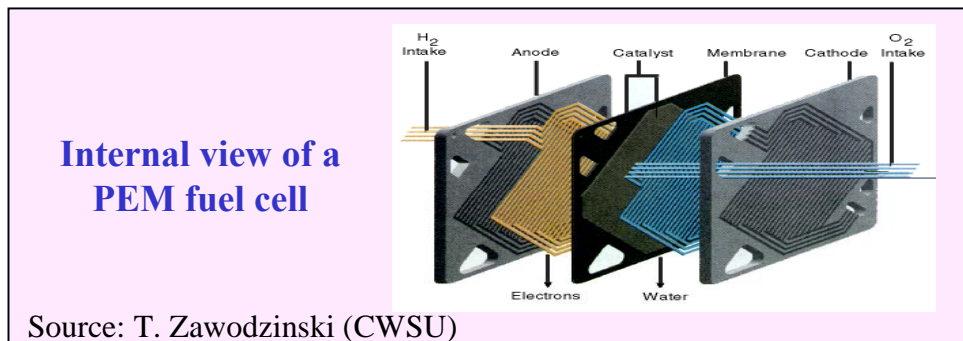 H2 Intake
Anode
Catalyst
Membrane
Cathode
O2 Intake
Internal view of a
PEM fuel cell
Electrons
Water
Source: T. Zawodzinski (CWSU)